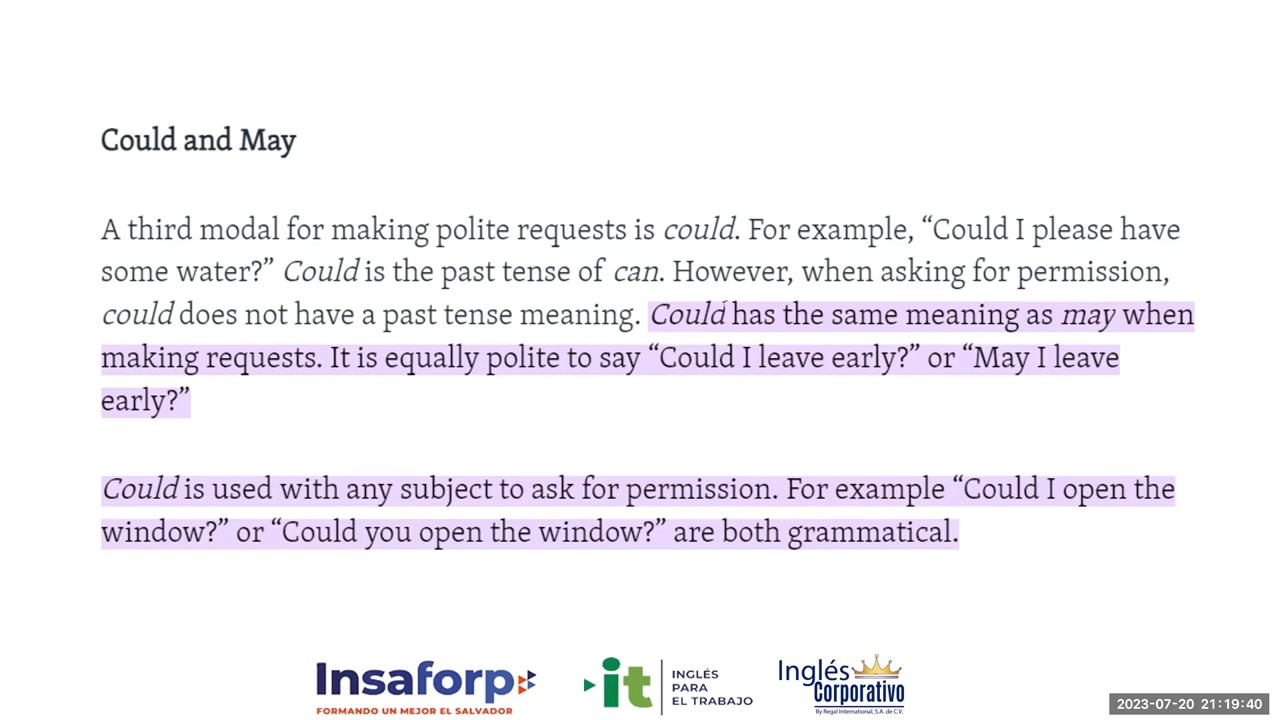 Could and May
A third modal for making polite requests is could. For example, “Could I please have
some water?” Could is the past tense of can. However, when asking for permission,
could does not have a past tense meaning. Could has the same meaning as may when
making requests. It is equally polite to say “Could I leave early?” or “May I leave
early?”
Could is used with any subject to ask for permission. For example “Could I open the
window?” or “Could you open the window?” are both grammatical.
Insaforp
FORMANDO UN MEJOR EL SALVADOR
it
INGLÉS
PARA
EL TRABAJO
Inglés
Corporativo
By Regal International, S.A. de C.V.
2023-07-20 21:19:40